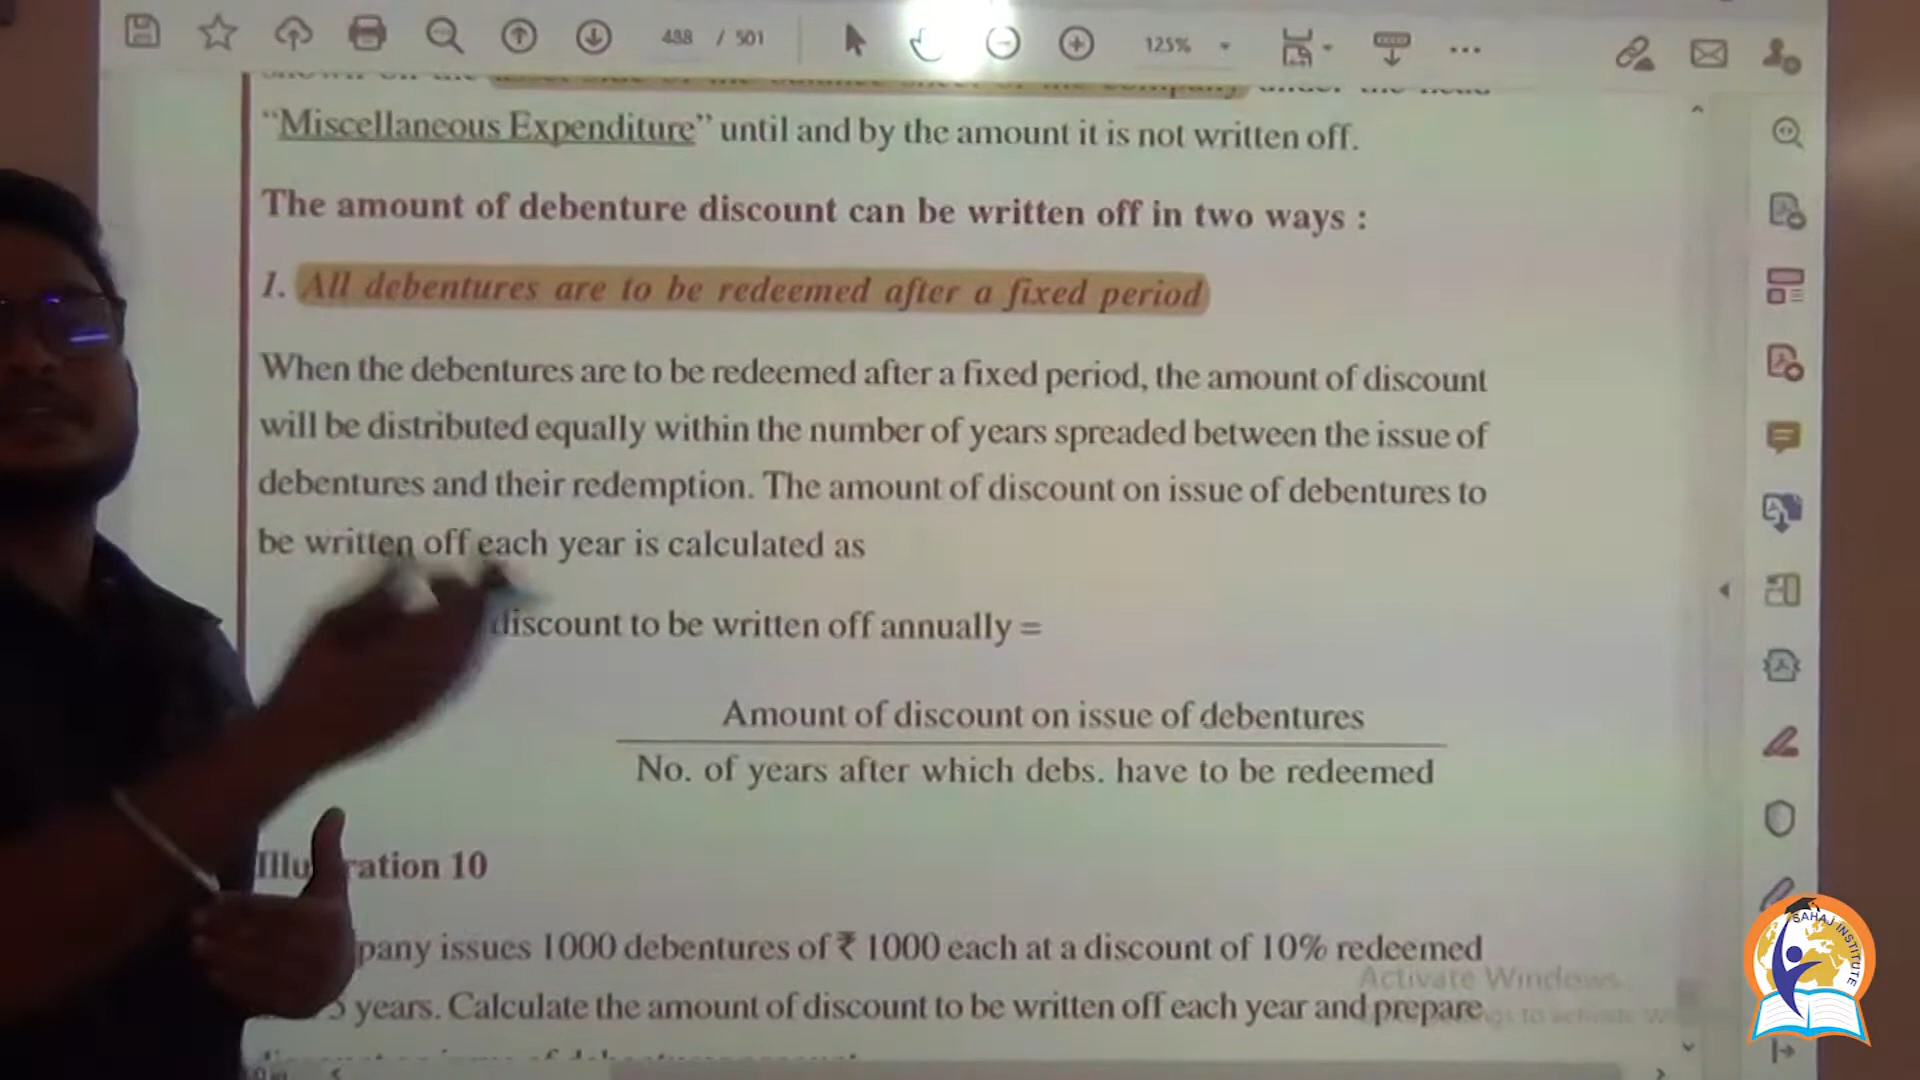 488 / 501
125%
“Miscellaneous Expenditure” until and by the amount it is not written off.
The amount of debenture discount can be written off in two ways :
1. All debentures are to be redeemed after a fixed period
When the debentures are to be redeemed after a fixed period, the amount of discount
will be distributed equally within the number of years spreaded between the issue of
debentures and their redemption. The amount of discount on issue of debentures to
be written off each year is calculated as
discount to be written off annually =
Amount of discount on issue of debentures
No. of years after which debs. have to be redeemed
Illustration 10
pany issues 1000 debentures of ₹ 1000 each at a discount of 10% redeemed
years. Calculate the amount of discount to be written off each year and prepare
Activate Windows
SAHAJ INSTITUTE